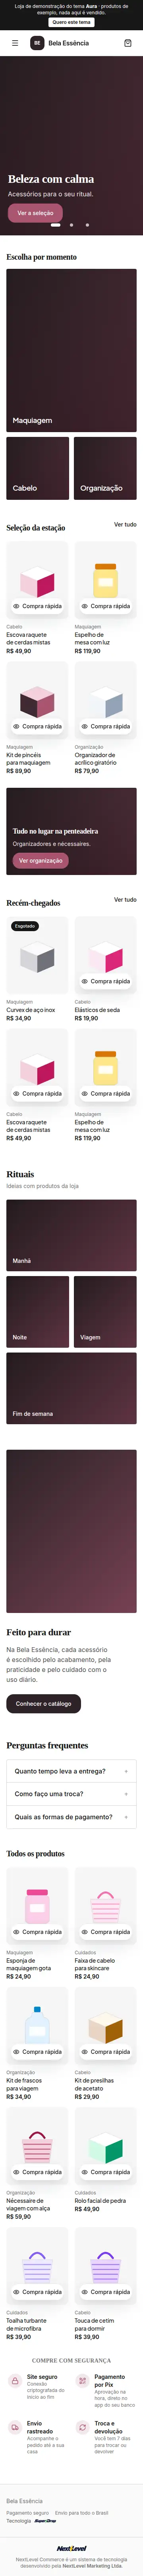 Loja de demonstração do tema Aura · produtos de
exemplo, nada aqui é vendido.
Quero este tema
BE
Bela Essência
Beleza com calma
Acessórios para o seu ritual.
Ver a seleção
Escolha por momento
Maquiagem
Cabelo
Organização
Seleção da estação
Ver tudo
Compra rápida
Compra rápida
Cabelo
Escova raquete
de cerdas mistas
R$ 49,90
Maquiagem
Espelho de
mesa com luz
R$ 119,90
Compra rápida
Compra rápida
Maquiagem
Kit de pincéis
para maquiagem
R$ 89,90
Organização
Organizador de
acrílico giratório
R$ 79,90
Tudo no lugar na penteadeira
Organizadores e nécessaires.
Ver organização
Recém-chegados
Ver tudo
Esgotado
Compra rápida
Maquiagem
Curvex de aço inox
R$ 34,90
Cabelo
Elásticos de seda
R$ 19,90
Compra rápida
Compra rápida
Cabelo
Escova raquete
de cerdas mistas
R$ 49,90
Maquiagem
Espelho de
mesa com luz
R$ 119,90
Rituais
Ideias com produtos da loja
Manhã
Noite
Viagem
Fim de semana
Feito para durar
Na Bela Essência, cada acessório
é escolhido pelo acabamento, pela
praticidade e pelo cuidado com o
uso diário.
Conhecer o catálogo
Perguntas frequentes
Quanto tempo leva a entrega?
+
Como faço uma troca?
+
Quais as formas de pagamento?
+
Todos os produtos
Compra rápida
Compra rápida
Maquiagem
Esponja de
maquiagem gota
R$ 24,90
Cuidados
Faixa de cabelo
para skincare
R$ 24,90
Compra rápida
Compra rápida
Organização
Kit de frascos
para viagem
R$ 34,90
Cabelo
Kit de presilhas
de acetato
R$ 29,90
Compra rápida
Compra rápida
Organização
Nécessaire de
viagem com alça
R$ 59,90
Cuidados
Rolo facial de pedra
R$ 49,90
Compra rápida
Compra rápida
Cuidados
Toalha turbante
de microfibra
R$ 39,90
Cabelo
Touca de cetim
para dormir
R$ 39,90
COMPRE COM SEGURANÇA
Site seguro
Conexão
criptografada do
início ao fim
Pagamento
por Pix
Aprovação na
hora, direto no
app do seu banco
Envio
rastreado
Acompanhe o
pedido até a sua
casa
Troca e
devolução
Você tem 7 dias
para trocar ou
devolver
Bela Essência
Pagamento seguro
Envio para todo o Brasil
Tecnologia
SuperDrop
NextLevel
NextLevel Commerce é um sistema de tecnologia
desenvolvido pela NextLevel Marketing Ltda.